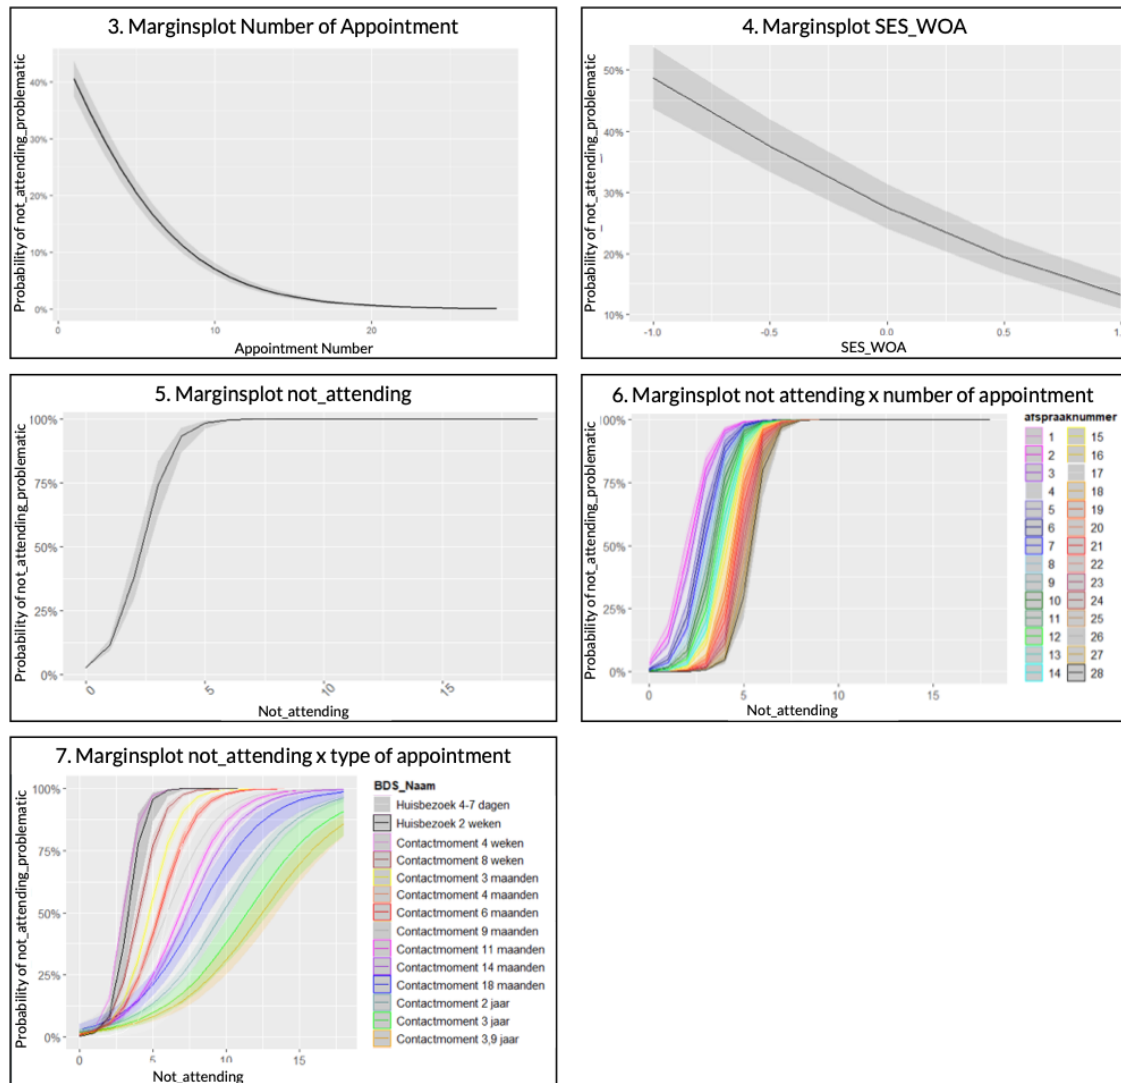 3. Marginsplot Number of Appointment
Probability of not_attending_problematic
40%
30%
20%
10%
0%
0 10 20
Appointment Number
4. Marginsplot SES_WOA
Probability of not_attending_problematic
50%
40%
30%
20%
10%
-1.0 -0.5 0.0 0.5 1.
SES_WOA
5. Marginsplot not_attending
Probability of not_attending_problematic
100%
75%
50%
25%
0%
0 5 10 15
Not_attending
6. Marginsplot not attending x number of appointment
Probability of not_attending_problematic
100%
75%
50%
25%
0%
0 5 10 15
Not_attending
afspraaknummer
1 15
2 16
3 17
4 18
5 19
6 20
7 21
8 22
9 23
10 24
11 25
12 26
13 27
14 28
7. Marginsplot not_attending x type of appointment
Probability of not_attending_problematic
100%
75%
50%
25%
0%
0 5 10 15
Not_attending
BDS_Naam
Huisbezoek 4-7 dagen
Huisbezoek 2 weken
Contactmoment 4 weken
Contactmoment 8 weken
Contactmoment 3 maanden
Contactmoment 4 maanden
Contactmoment 6 maanden
Contactmoment 9 maanden
Contactmoment 11 maanden
Contactmoment 14 maanden
Contactmoment 18 maanden
Contactmoment 2 jaar
Contactmoment 3 jaar
Contactmoment 3,9 jaar